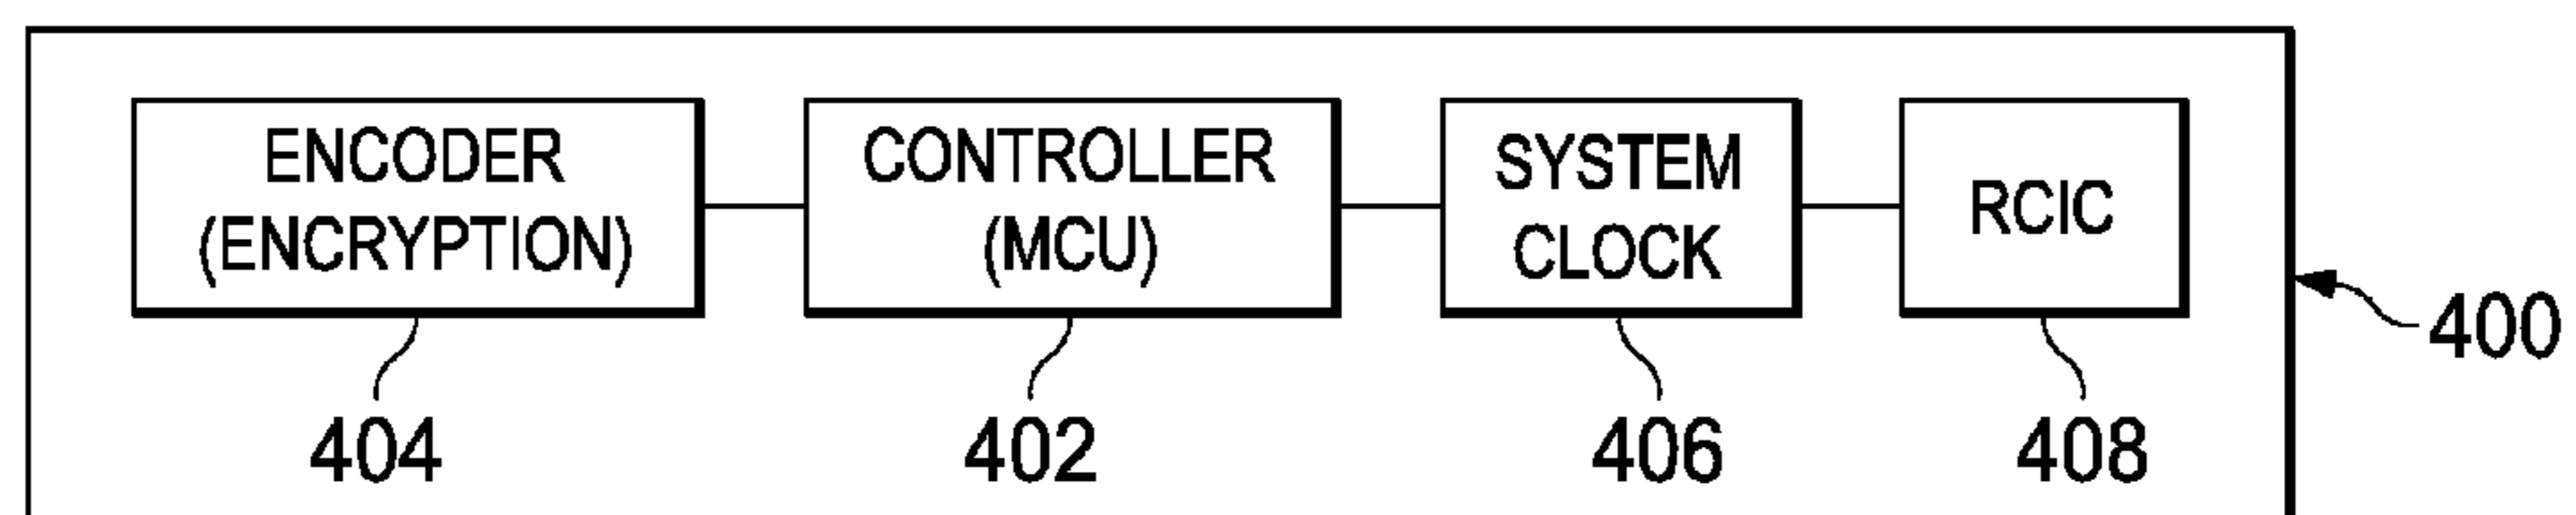 ENCODER
(ENCRYPTION)
CONTROLLER
(MCU)
SYSTEM
CLOCK
RCIC
400
404
402
406
408